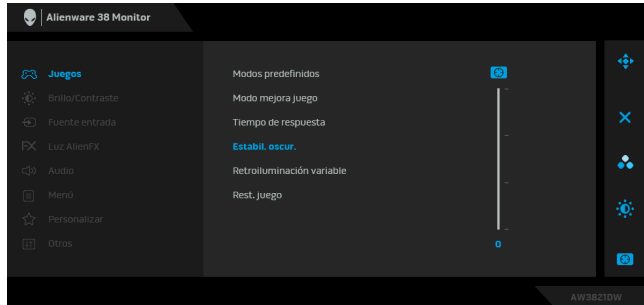 Alienware 38 Monitor
Juegos
Brillo/Contraste
Fuente entrada
Luz AlienFX
Audio
Menú
Personalizar
Otros
Modos predefinidos
Modo mejora juego
Tiempo de respuesta
Estabil. oscur.
Retroiluminación variable
Rest. juego
0
AW3821DW